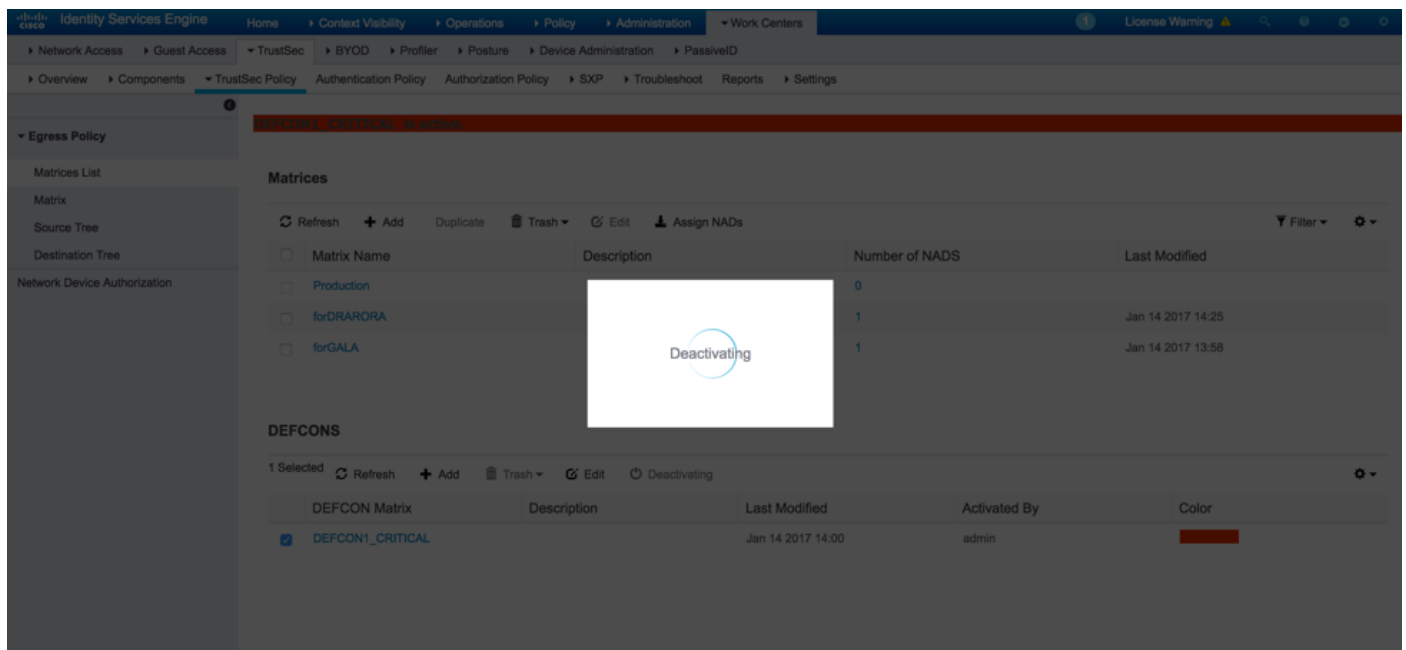 cisco Identity Services Engine Home Context Visibility Operations Policy Administration Work Centers 1 License Warning
Network Access Guest Access TrustSec BYOD Profiler Posture Device Administration PassiveID
Overview Components TrustSec Policy Authentication Policy Authorization Policy SXP Troubleshoot Reports Settings
DEFCON1_CRITICAL is active.
Egress Policy
Matrices List
Matrix
Source Tree
Destination Tree
Network Device Authorization
Matrices
Refresh Add Duplicate Trash Edit Assign NADs Filter
Matrix Name Description Number of NADS Last Modified
Production 0
forDRARORA 1 Jan 14 2017 14:25
forGALA 1 Jan 14 2017 13:58
Deactivating
DEFCONS
1 Selected Refresh Add Trash Edit Deactivating
DEFCON Matrix Description Last Modified Activated By Color
DEFCON1_CRITICAL Jan 14 2017 14:00 admin